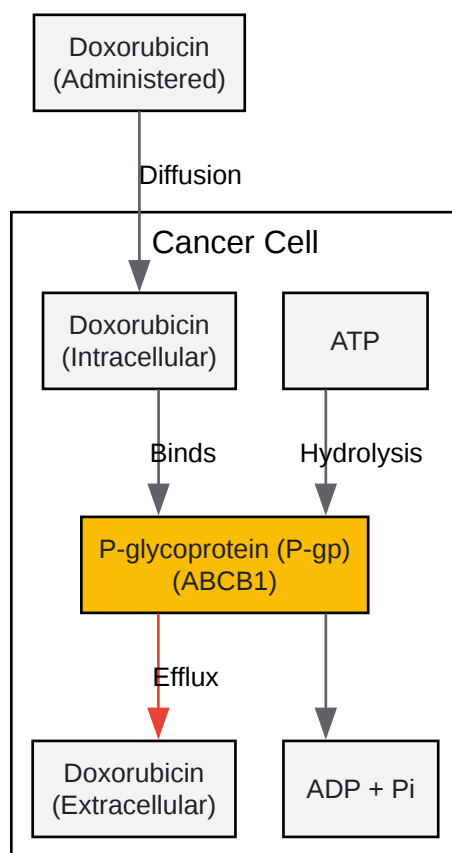 Doxorubicin
(Administered)
Diffusion
Cancer Cell
Doxorubicin
(Intracellular)
ATP
Binds
Hydrolysis
P-glycoprotein (P-gp)
(ABCB1)
Efflux
Doxorubicin
(Extracellular)
ADP + Pi